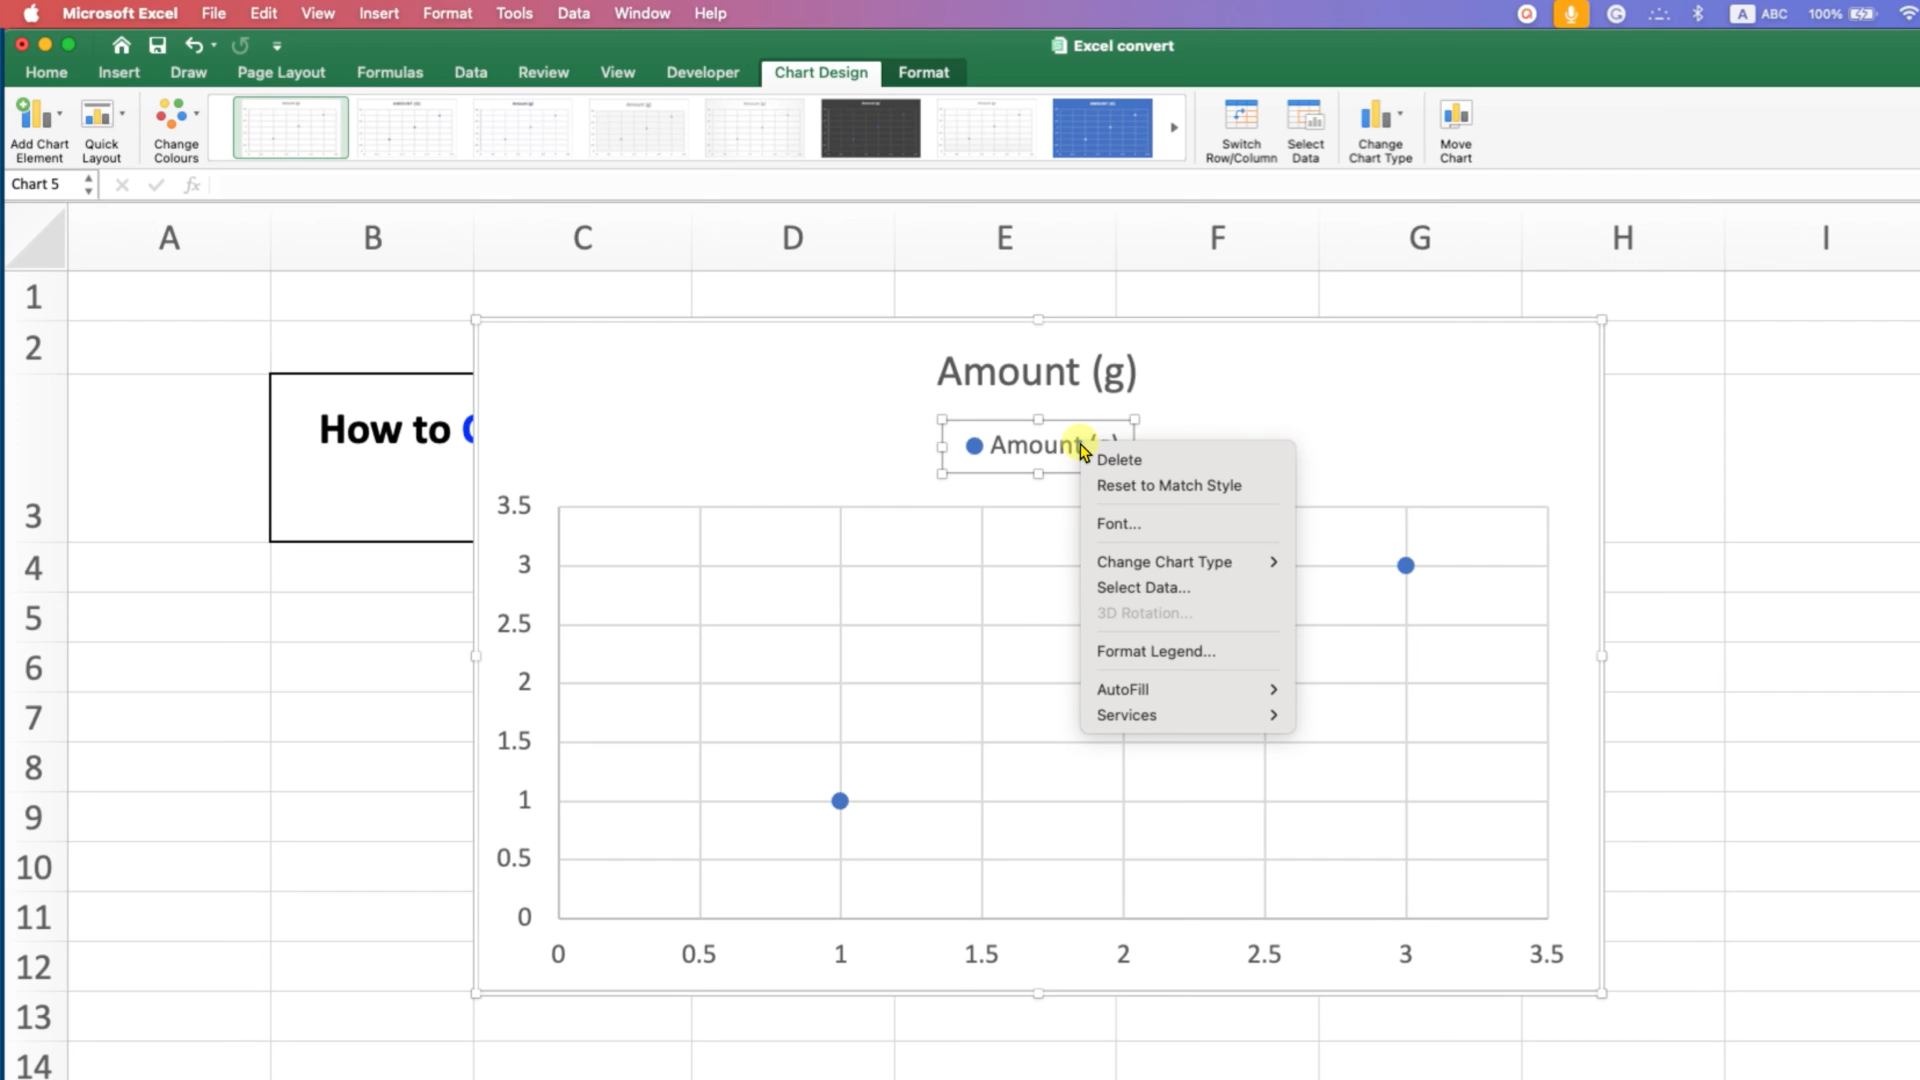 Microsoft Excel File Edit View Insert Format Tools Data Window Help
A ABC 100%
Excel convert
Home Insert Draw Page Layout Formulas Data Review View Developer Chart Design Format
Add Chart Element
Quick Layout
Change Colours
Switch Row/Column
Select Data
Change Chart Type
Move Chart
Chart 5
fx
A B C D E F G H I
1
2
3
4
5
6
7
8
9
10
11
12
13
14
How to
Amount (g)
Amount
3.5
3
2.5
2
1.5
1
0.5
0
0 0.5 1 1.5 2 2.5 3 3.5
Delete
Reset to Match Style
Font...
Change Chart Type
Select Data...
3D Rotation...
Format Legend...
AutoFill
Services